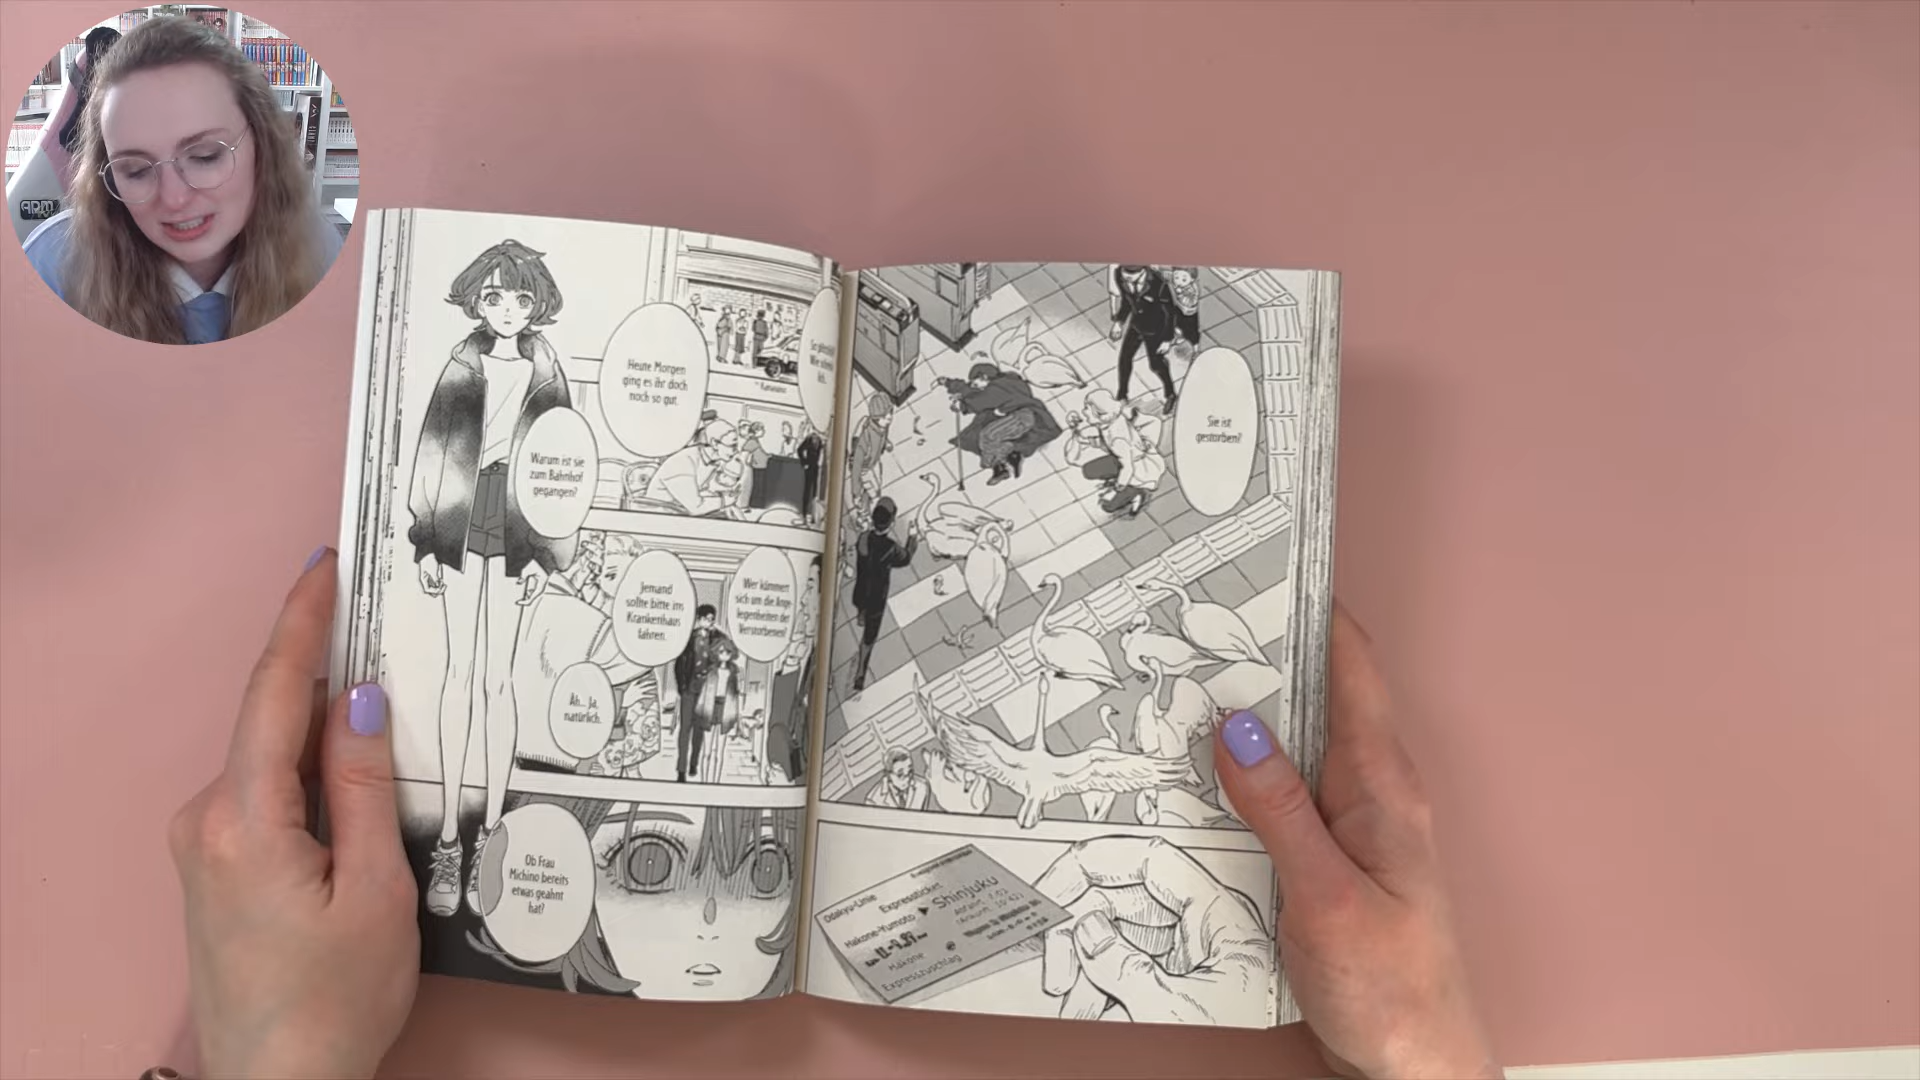 Sie ist
gestorben?
Odakyu-Linie
Expressticket
Hakone-Yumoto ▶ Shinjuku
Hakone
Expresszuschlag
Heute Morgen
ging es ihr doch
noch so gut.
Warum ist sie
zum Bahnhof
gegangen?
Wer kümmert
sich um die Ange-
legenheiten der
Verstorbenen?
Jemand
sollte bitte ins
Krankenhaus
fahren.
Ah... Ja,
natürlich.
Ob Frau
Michino bereits
etwas geahnt
hat?